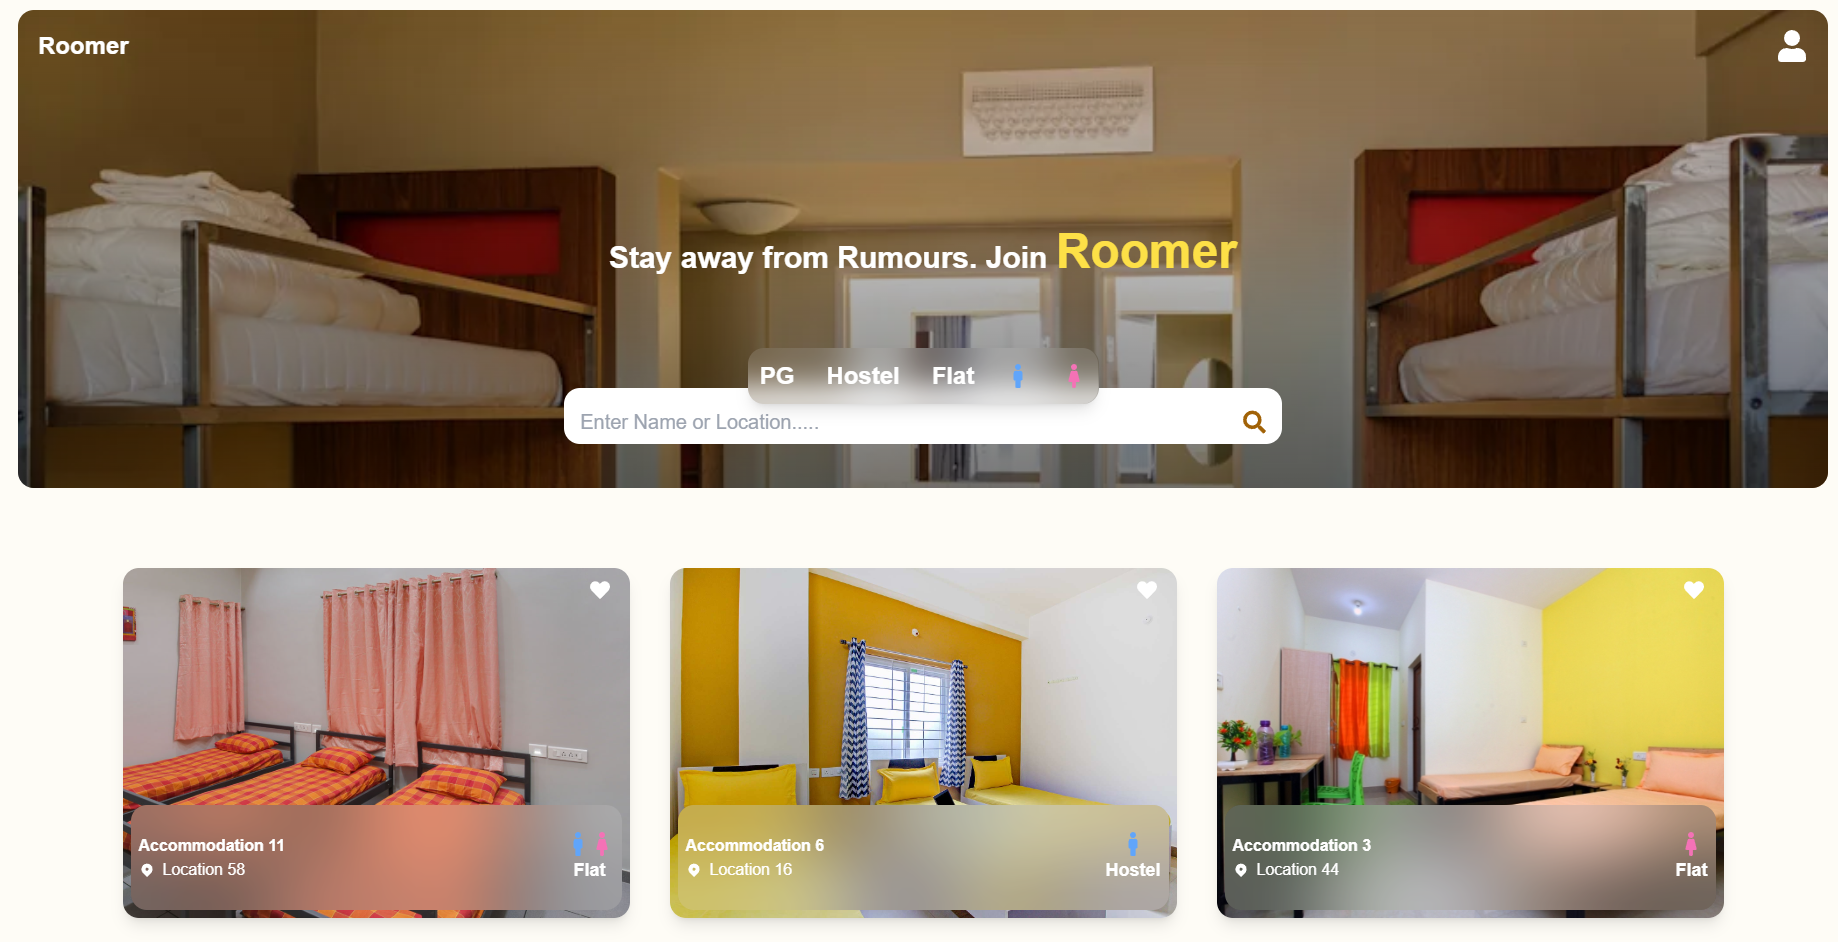 Roomer
Stay away from Rumours. Join Roomer
PG Hostel Flat
Enter Name or Location.....
Accommodation 11
Location 58
Flat
Accommodation 6
Location 16
Hostel
Accommodation 3
Location 44
Flat